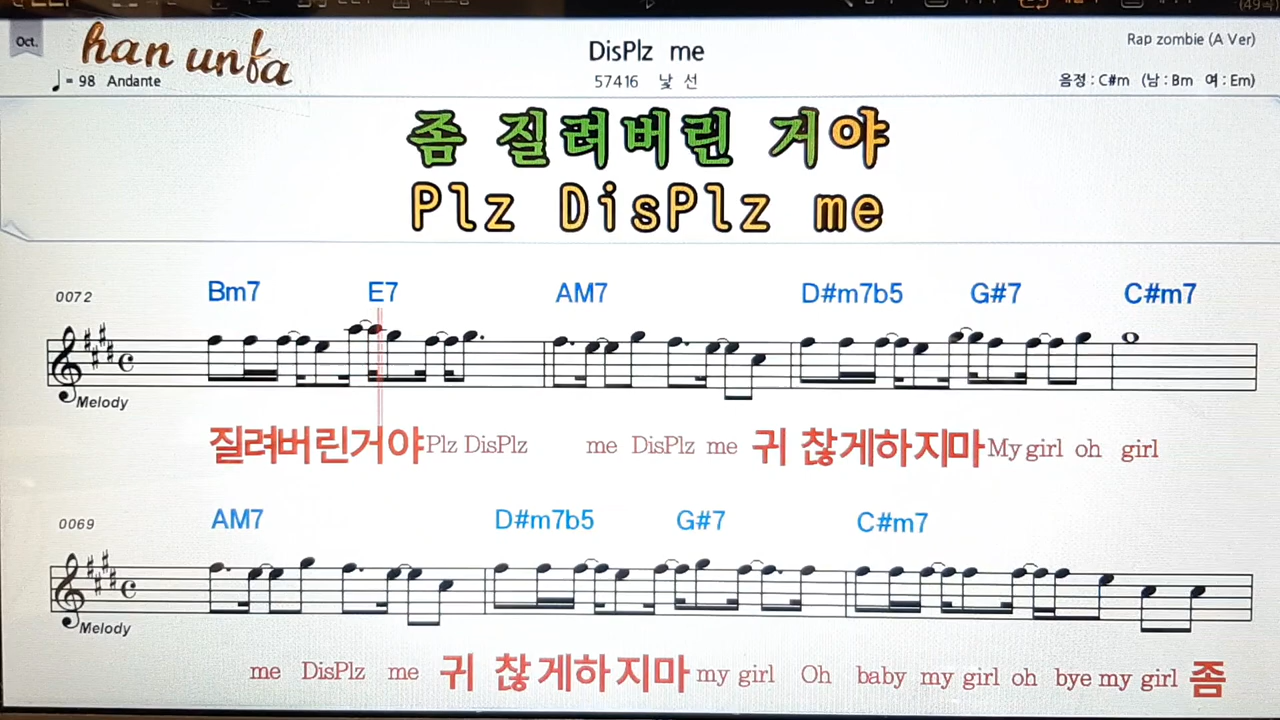 Oct.
han unfa
DisPlz me
Rap zombie (A Ver)
= 98 Andante
57416 낯 선
음정 : C#m (남 : Bm 여 : Em)
좀 질려버린 거야
Plz DisPlz me
0072
Bm7 E7 AM7 D#m7b5 G#7 C#m7
Melody
질려버린거야 Plz DisPlz me DisPlz me 귀 찮게하지마 My girl oh girl
0069
AM7 D#m7b5 G#7 C#m7
Melody
me DisPlz me 귀 찮게하지마 my girl Oh baby my girl oh bye my girl 좀